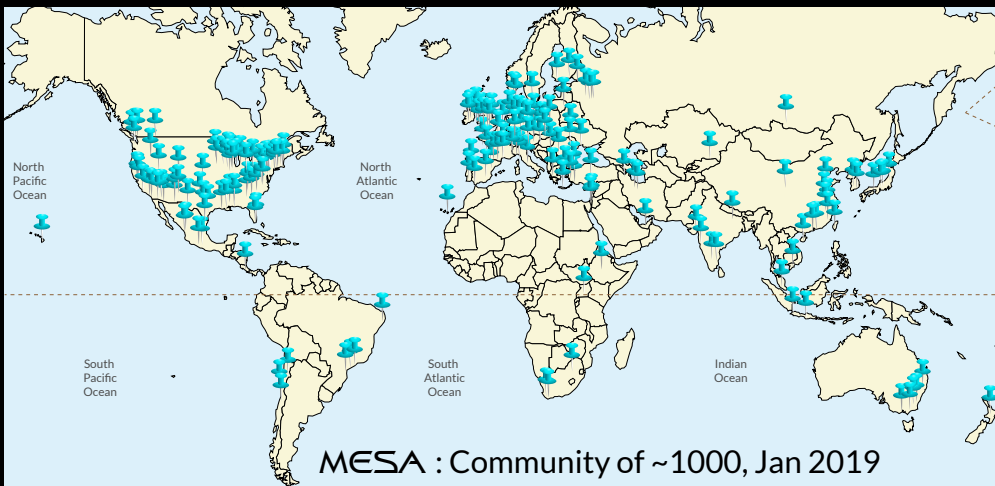 North
Pacific
Ocean
North
Atlantic
Ocean
South
Pacific
Ocean
South
Atlantic
Ocean
Indian
Ocean
MESA : Community of ~1000, Jan 2019